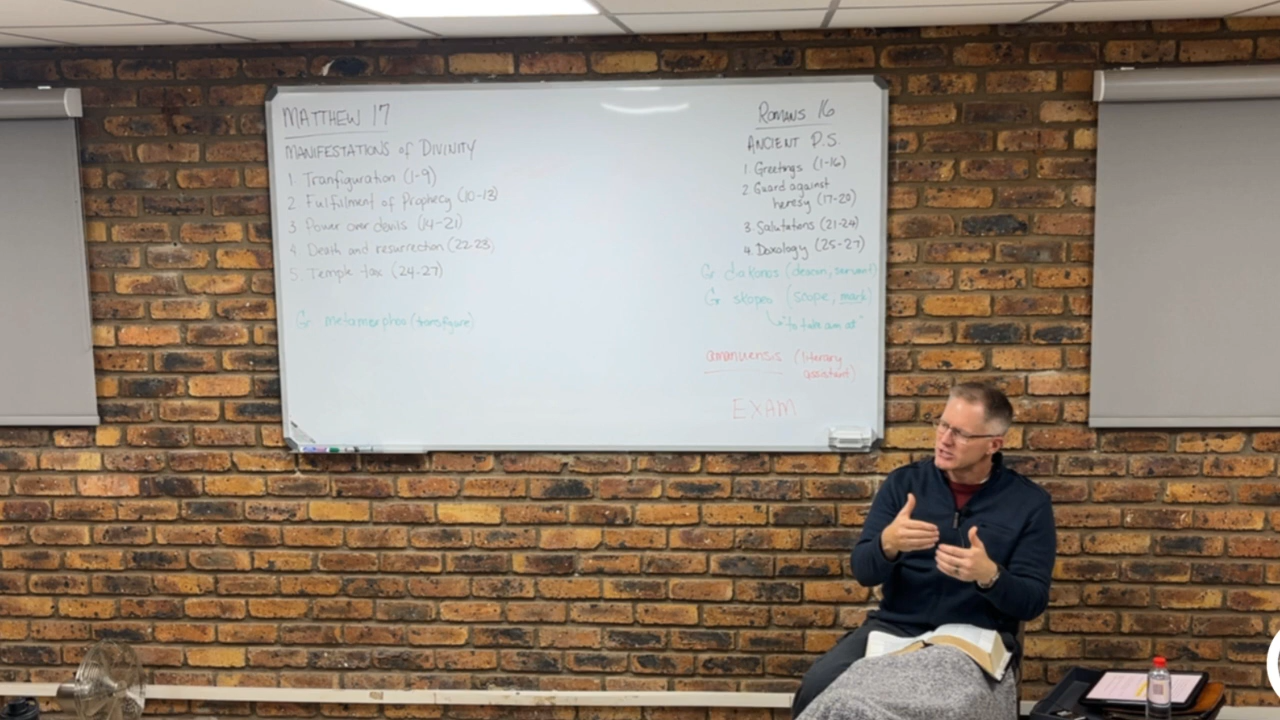 MATTHEW 17
MANIFESTATIONS of DIVINITY
1. Tranfiguration (1-9)
2. Fulfillment of Prophecy (10-13)
3 Power over devils (14-21)
4. Death and resurrection (22-23)
5. Temple tax (24-27)
Gr metamorphos (transfigure)
ROMANS 16
ANCIENT P.S.
1. Greetings (1-16)
2 Guard against
heresy (17-20)
3. Salutations (21-24)
4. Doxology (25-27)
Gr diakonos (deacon, servant)
Gr skopos (scope, mark)
"to take aim at"
amanuensis (literary
assistant)
EXAM